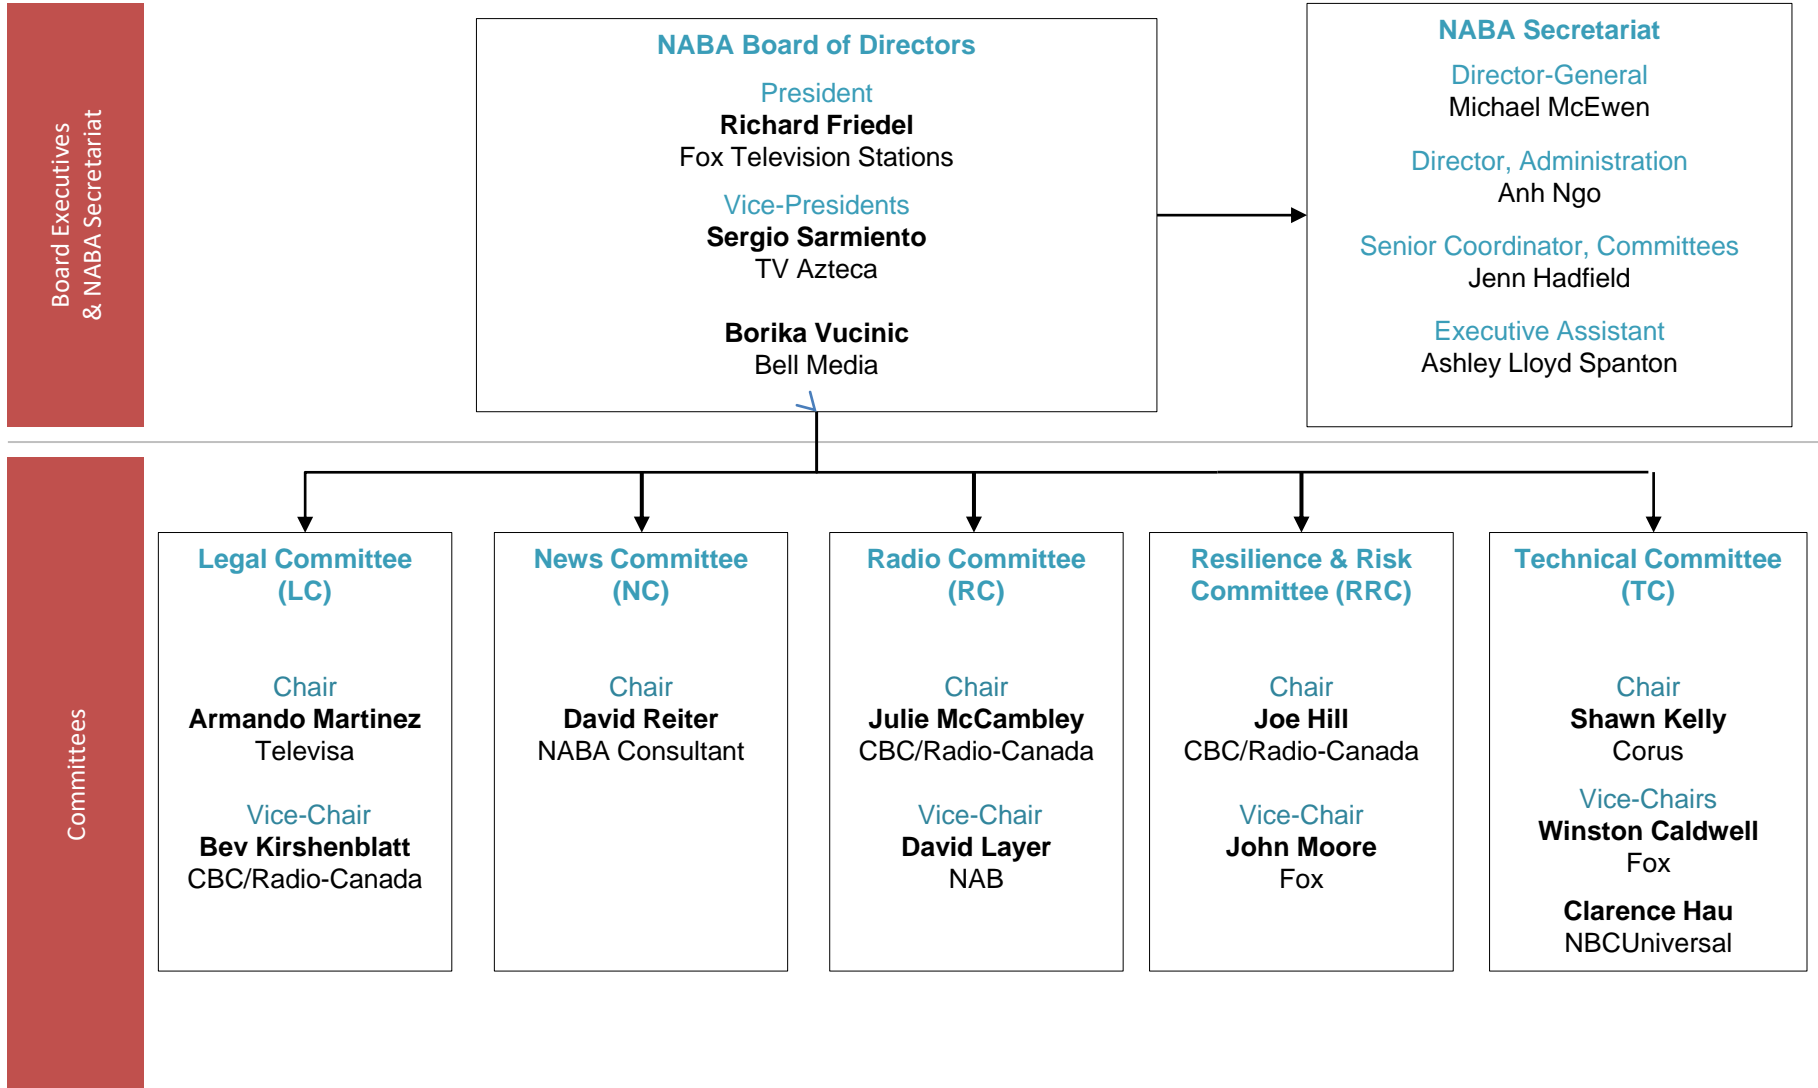 Board Executives
& NABA Secretariat
NABA Board of Directors
President
Richard Friedel
Fox Television Stations
Vice-Presidents
Sergio Sarmiento
TV Azteca
Borika Vucinic
Bell Media
NABA Secretariat
Director-General
Michael McEwen
Director, Administration
Anh Ngo
Senior Coordinator, Committees
Jenn Hadfield
Executive Assistant
Ashley Lloyd Spanton
Committees
Legal Committee
(LC)
Chair
Armando Martinez
Televisa
Vice-Chair
Bev Kirshenblatt
CBC/Radio-Canada
News Committee
(NC)
Chair
David Reiter
NABA Consultant
Radio Committee
(RC)
Chair
Julie McCambley
CBC/Radio-Canada
Vice-Chair
David Layer
NAB
Resilience & Risk
Committee (RRC)
Chair
Joe Hill
CBC/Radio-Canada
Vice-Chair
John Moore
Fox
Technical Committee
(TC)
Chair
Shawn Kelly
Corus
Vice-Chairs
Winston Caldwell
Fox
Clarence Hau
NBCUniversal